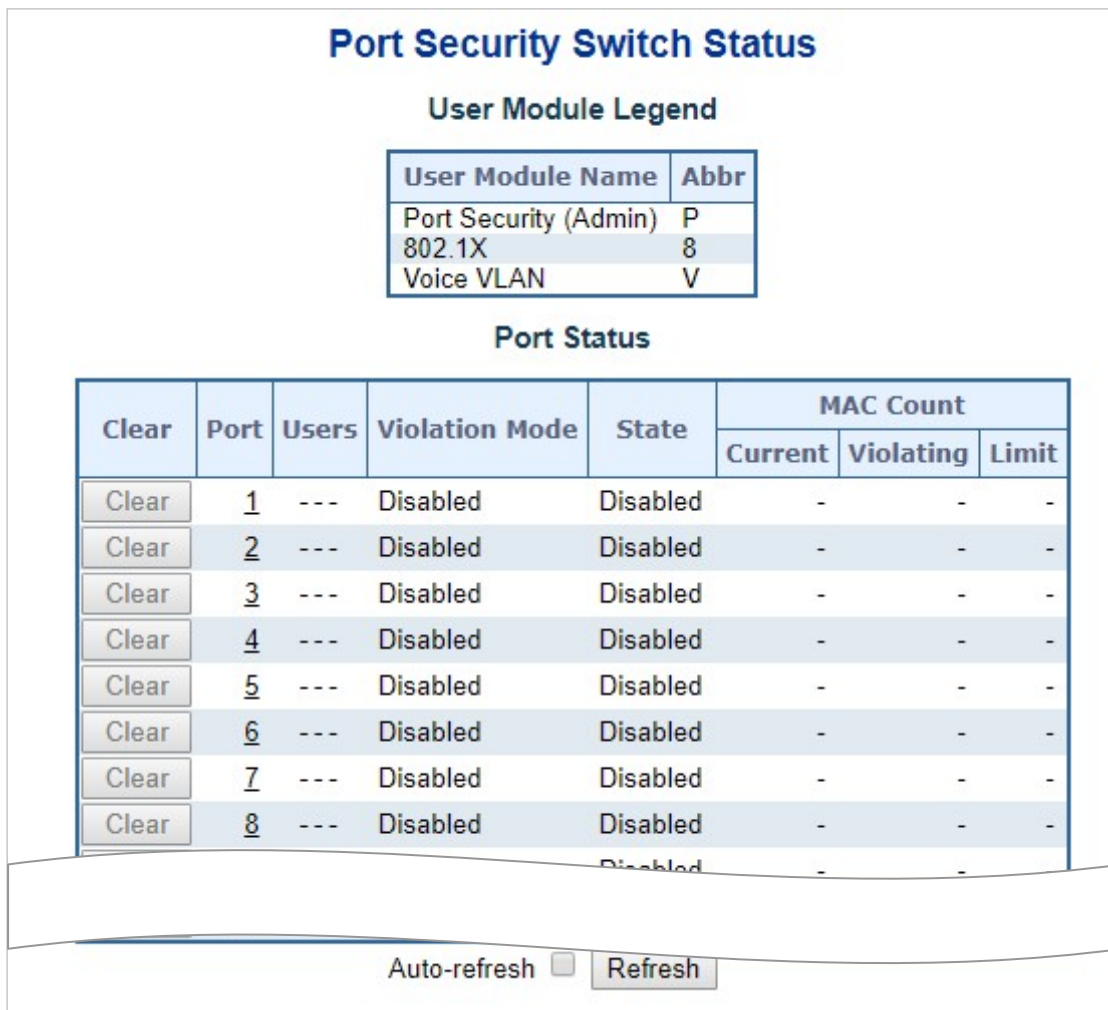 Port Security Switch Status
User Module Legend
User Module Name Abbr
Port Security (Admin) P
802.1X 8
Voice VLAN V
Port Status
Clear Port Users Violation Mode State MAC Count
Current Violating Limit
Clear 1 --- Disabled Disabled - - -
Clear 2 --- Disabled Disabled - - -
Clear 3 --- Disabled Disabled - - -
Clear 4 --- Disabled Disabled - - -
Clear 5 --- Disabled Disabled - - -
Clear 6 --- Disabled Disabled - - -
Clear 7 --- Disabled Disabled - - -
Clear 8 --- Disabled Disabled - - -
Disabled - - -
Auto-refresh Refresh